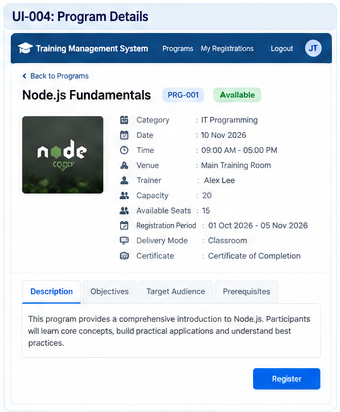 UI-004: Program Details
Training Management System Programs My Registrations Logout JT
Back to Programs
Node.js Fundamentals PRG-001 Available
node
Category : IT Programming
Date : 10 Nov 2026
Time : 09:00 AM - 05:00 PM
Venue : Main Training Room
Trainer : Alex Lee
Capacity : 20
Available Seats : 15
Registration Period : 01 Oct 2026 - 05 Nov 2026
Delivery Mode : Classroom
Certificate : Certificate of Completion
Description Objectives Target Audience Prerequisites
This program provides a comprehensive introduction to Node.js. Participants
will learn core concepts, build practical applications and understand best
practices.
Register